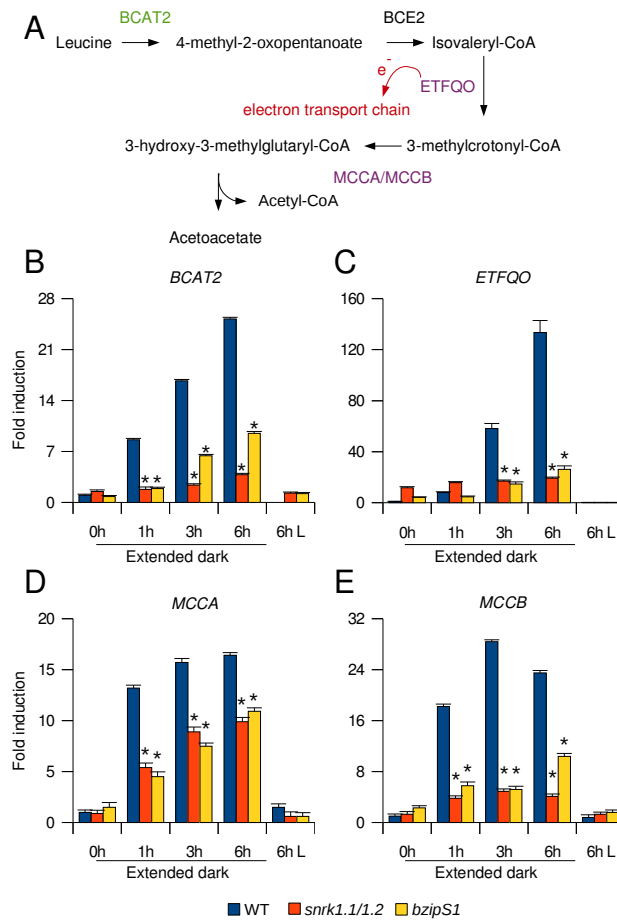 A
BCAT2
BCE2
Leucine
4-methyl-2-oxopentanoate
Isovaleryl-CoA
e-
ETFQO
electron transport chain
3-hydroxy-3-methylglutaryl-CoA
3-methylcrotonyl-CoA
MCCA/MCCB
Acetyl-CoA
Acetoacetate
B
BCAT2
Fold induction
28
21
14
7
0
* * * * * *
0h 1h 3h 6h 6h L
Extended dark
C
ETFQO
160
120
80
40
0
* * * *
0h 1h 3h 6h 6h L
Extended dark
D
MCCA
Fold induction
20
15
10
5
0
* * * * * *
0h 1h 3h 6h 6h L
Extended dark
E
MCCB
32
24
16
8
0
* * * * * *
0h 1h 3h 6h 6h L
Extended dark
WT snrk1.1/1.2 bzipS1